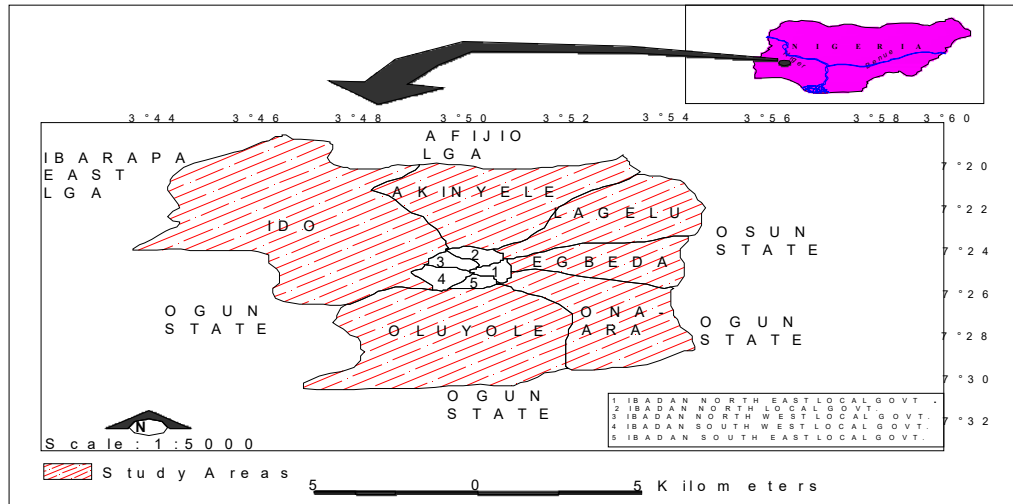 NIGERIA
Niger
Benue
3°44 3°46 3°48 3°50 3°52 3°54 3°56 3°58 3°60
IBARAPA
EAST
LGA
AFIJIO
LGA
7°20
AKINYELE
LAGELU
7°22
IDO
OSUN
STATE
7°24
2
3
1
EGBEDA
4
5
7°26
OGUN
STATE
OLUYOLE
ONA-
ARA
OGUN
STATE
7°28
7°30
OGUN
STATE
7°32
1 IBADAN NORTH EAST LOCAL GOVT.
2 IBADAN NORTH LOCAL GOVT.
3 IBADAN NORTH WEST LOCAL GOVT.
4 IBADAN SOUTH WEST LOCAL GOVT.
5 IBADAN SOUTH EAST LOCAL GOVT.
N
Scale: 1:5000
Study Areas
5 0 5 Kilometers